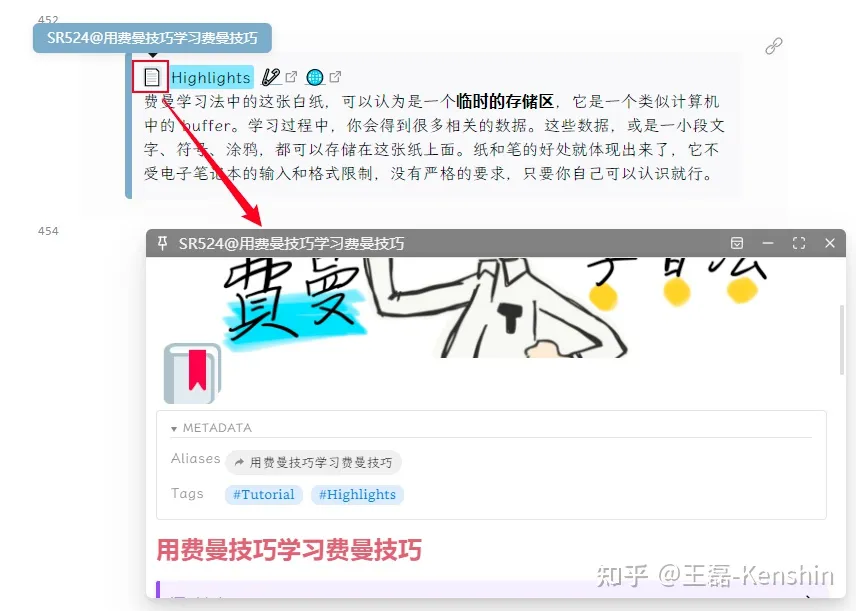 452
SR524@用费曼技巧学习费曼技巧
Highlights
费曼学习法中的这张白纸，可以认为是一个临时的存储区，它是一个类似计算机
中的 buffer。学习过程中，你会得到很多相关的数据。这些数据，或是一小段文
字、符号、涂鸦，都可以存储在这张纸上面。纸和笔的好处就体现出来了，它不
受电子笔记本的输入和格式限制，没有严格的要求，只要你自己可以认识就行。
454
SR524@用费曼技巧学习费曼技巧
費曼
METADATA
Aliases
用费曼技巧学习费曼技巧
Tags
#Tutorial #Highlights
用费曼技巧学习费曼技巧
知乎 @王磊-Kenshin